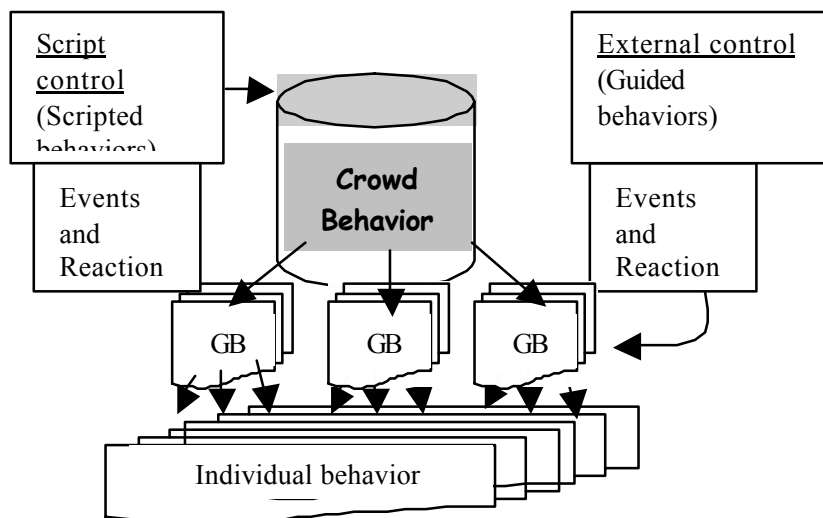 Script
control
(Scripted
behaviors)
Events
and
Reaction
External control
(Guided
behaviors)
Events
and
Reaction
Crowd
Behavior
GB
GB
GB
Individual behavior